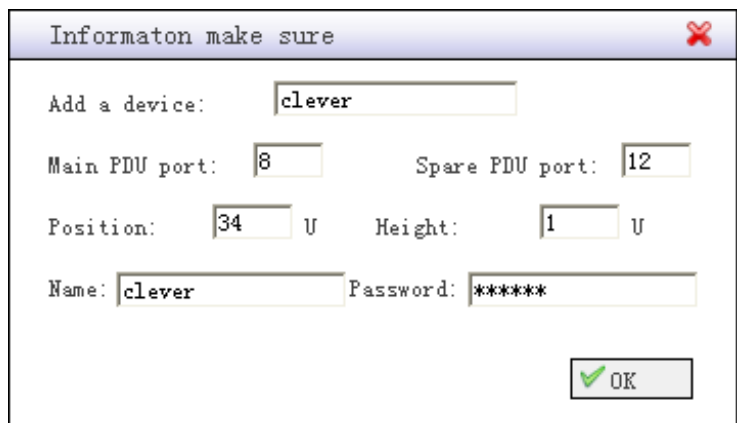 Informaton make sure
Add a device: clever
Main PDU port: 8 Spare PDU port: 12
Position: 34 U Height: 1 U
Name: clever Password: ******
OK